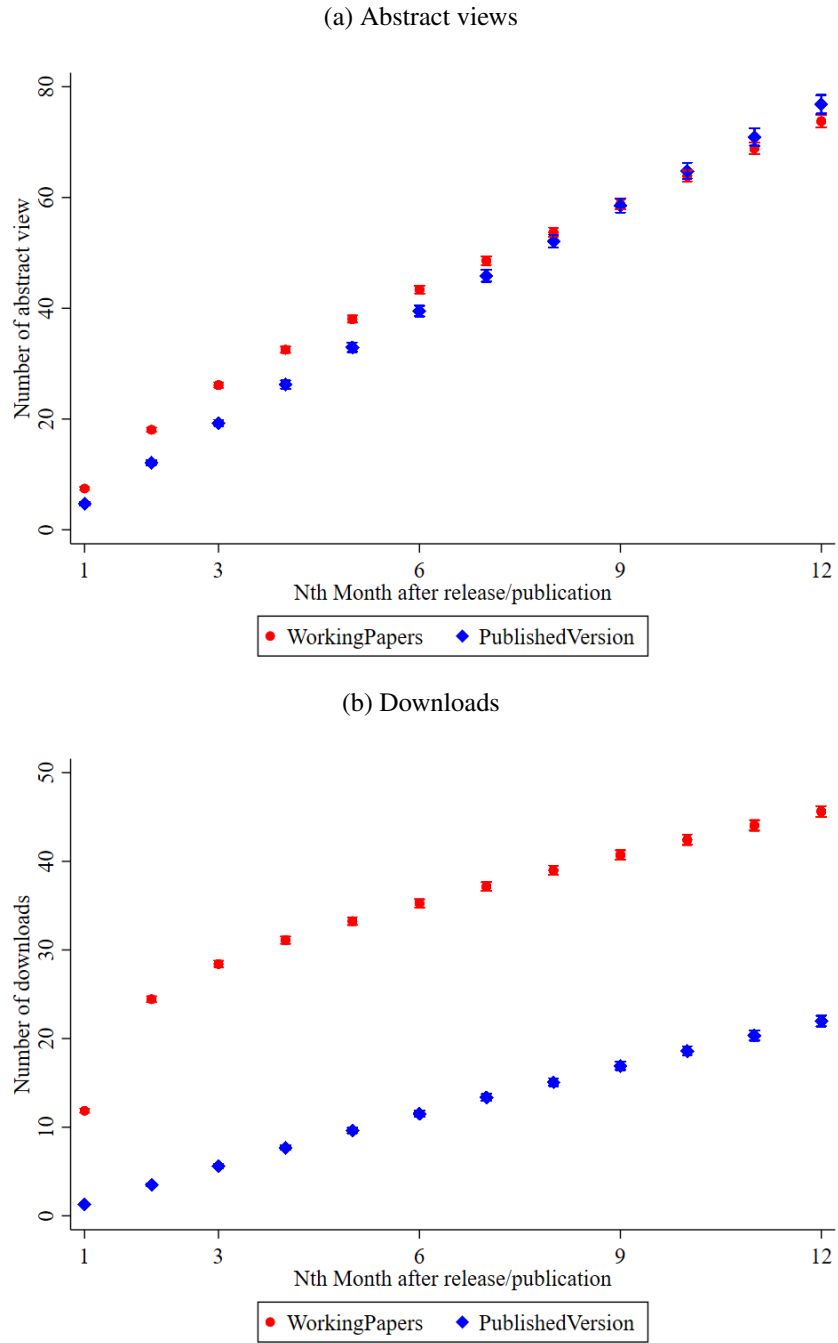 (a) Abstract views
Number of abstract view
80
60
40
20
0
1 3 6 9 12
Nth Month after release/publication
WorkingPapers PublishedVersion
(b) Downloads
Number of downloads
50
40
30
20
10
0
1 3 6 9 12
Nth Month after release/publication
WorkingPapers PublishedVersion